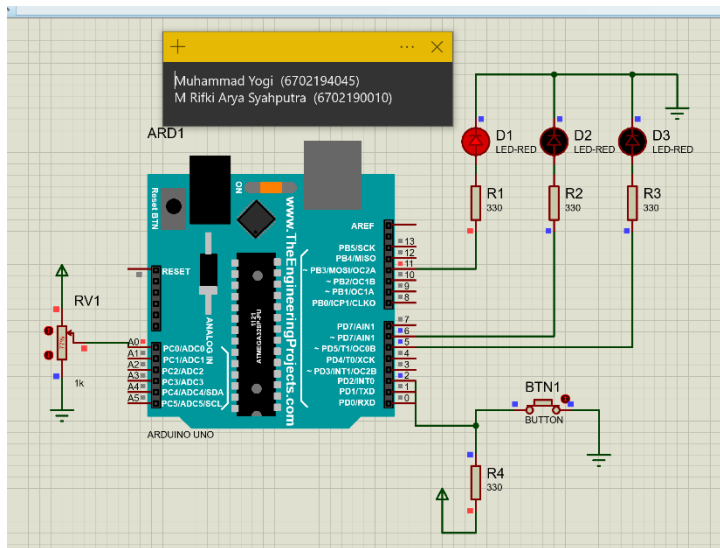 Muhammad Yogi (6702194045)
M Rifki Arya Syahputra (6702190010)
ARD1
Reset BTN
ON
www.TheEngineeringProjects.com
ANALOG IN
1121
ATMEGA328P-PU
RESET
A0 PC0/ADC0
A1 PC1/ADC1
A2 PC2/ADC2
A3 PC3/ADC3
A4 PC4/ADC4/SDA
A5 PC5/ADC5/SCL
ARDUINO UNO
AREF
PB5/SCK 13
PB4/MISO 12
~ PB3/MOSI/OC2A 11
~ PB2/OC1B 10
~ PB1/OC1A 9
PB0/ICP1/CLKO 8
PD7/AIN1 7
~ PD7/AIN1 6
~ PD5/T1/OC0B 5
PD4/T0/XCK 4
~ PD3/INT1/OC2B 3
PD2/INT0 2
PD1/TXD 1
PD0/RXD 0
RV1
77%
1k
D1
LED-RED
D2
LED-RED
D3
LED-RED
R1
330
R2
330
R3
330
BTN1
BUTTON
R4
330